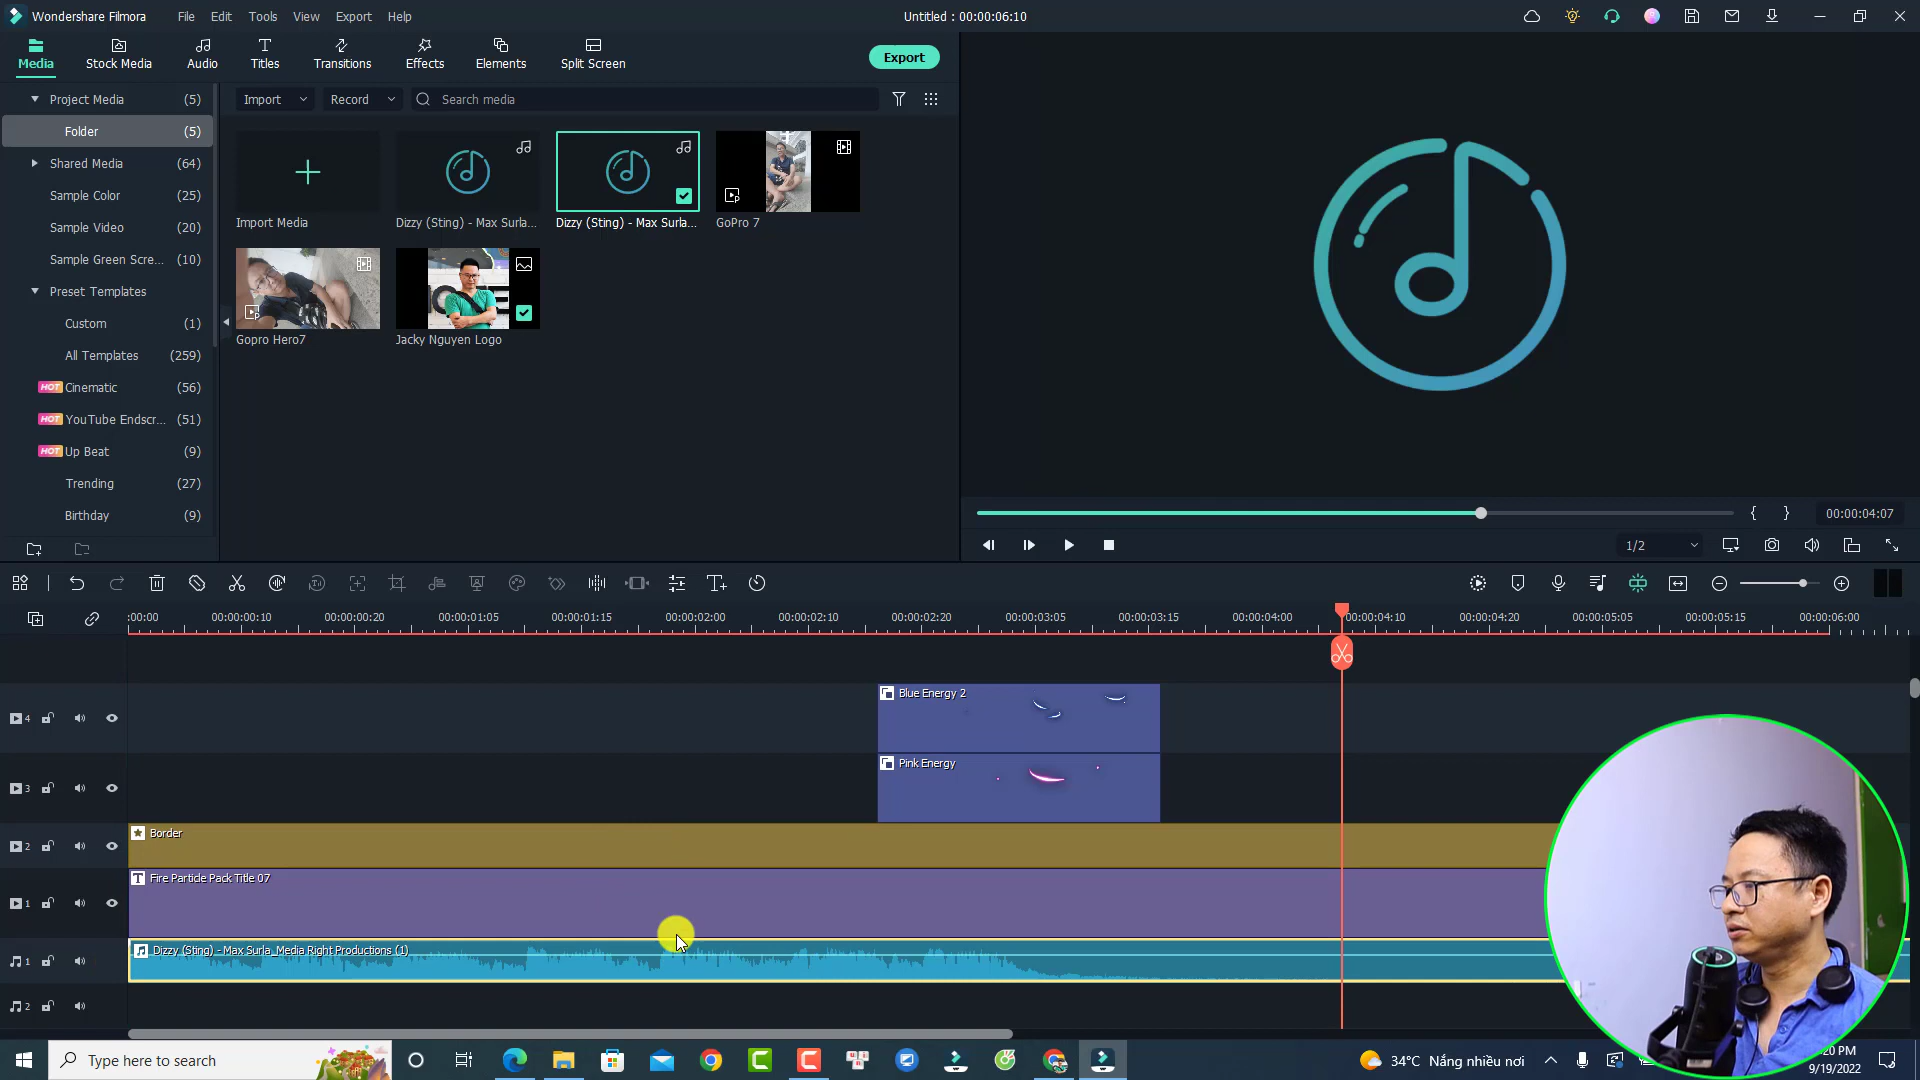 Wondershare Filmora
File Edit Tools View Export Help
Untitled : 00:00:06:10
Media Stock Media Audio Titles Transitions Effects Elements Split Screen
Export
Project Media (5)
Folder (5)
Shared Media (64)
Sample Color (25)
Sample Video (20)
Sample Green Scre... (10)
Preset Templates
Custom (1)
All Templates (259)
HOT Cinematic (56)
HOT YouTube Endscr... (51)
HOT Up Beat (9)
Trending (27)
Birthday (9)
Import Record Search media
Import Media
Dizzy (Sting) - Max Surla...
Dizzy (Sting) - Max Surla...
GoPro 7
Gopro Hero7
Jacky Nguyen Logo
{ } 00:00:04:07
1/2
:00:00 00:00:00:10 00:00:00:20 00:00:01:05 00:00:01:15 00:00:02:00 00:00:02:10 00:00:02:20 00:00:03:05 00:00:03:15 00:00:04:00 00:00:04:10 00:00:04:20 00:00:05:05 00:00:05:15 00:00:06:00
4 Blue Energy 2
3 Pink Energy
2 Border
1 Fire Particle Pack Title 07
1 Dizzy (Sting) - Max Surla_Media Right Productions (1)
2
Type here to search
34°C Nắng nhiều nơi
:20 PM
9/19/2022